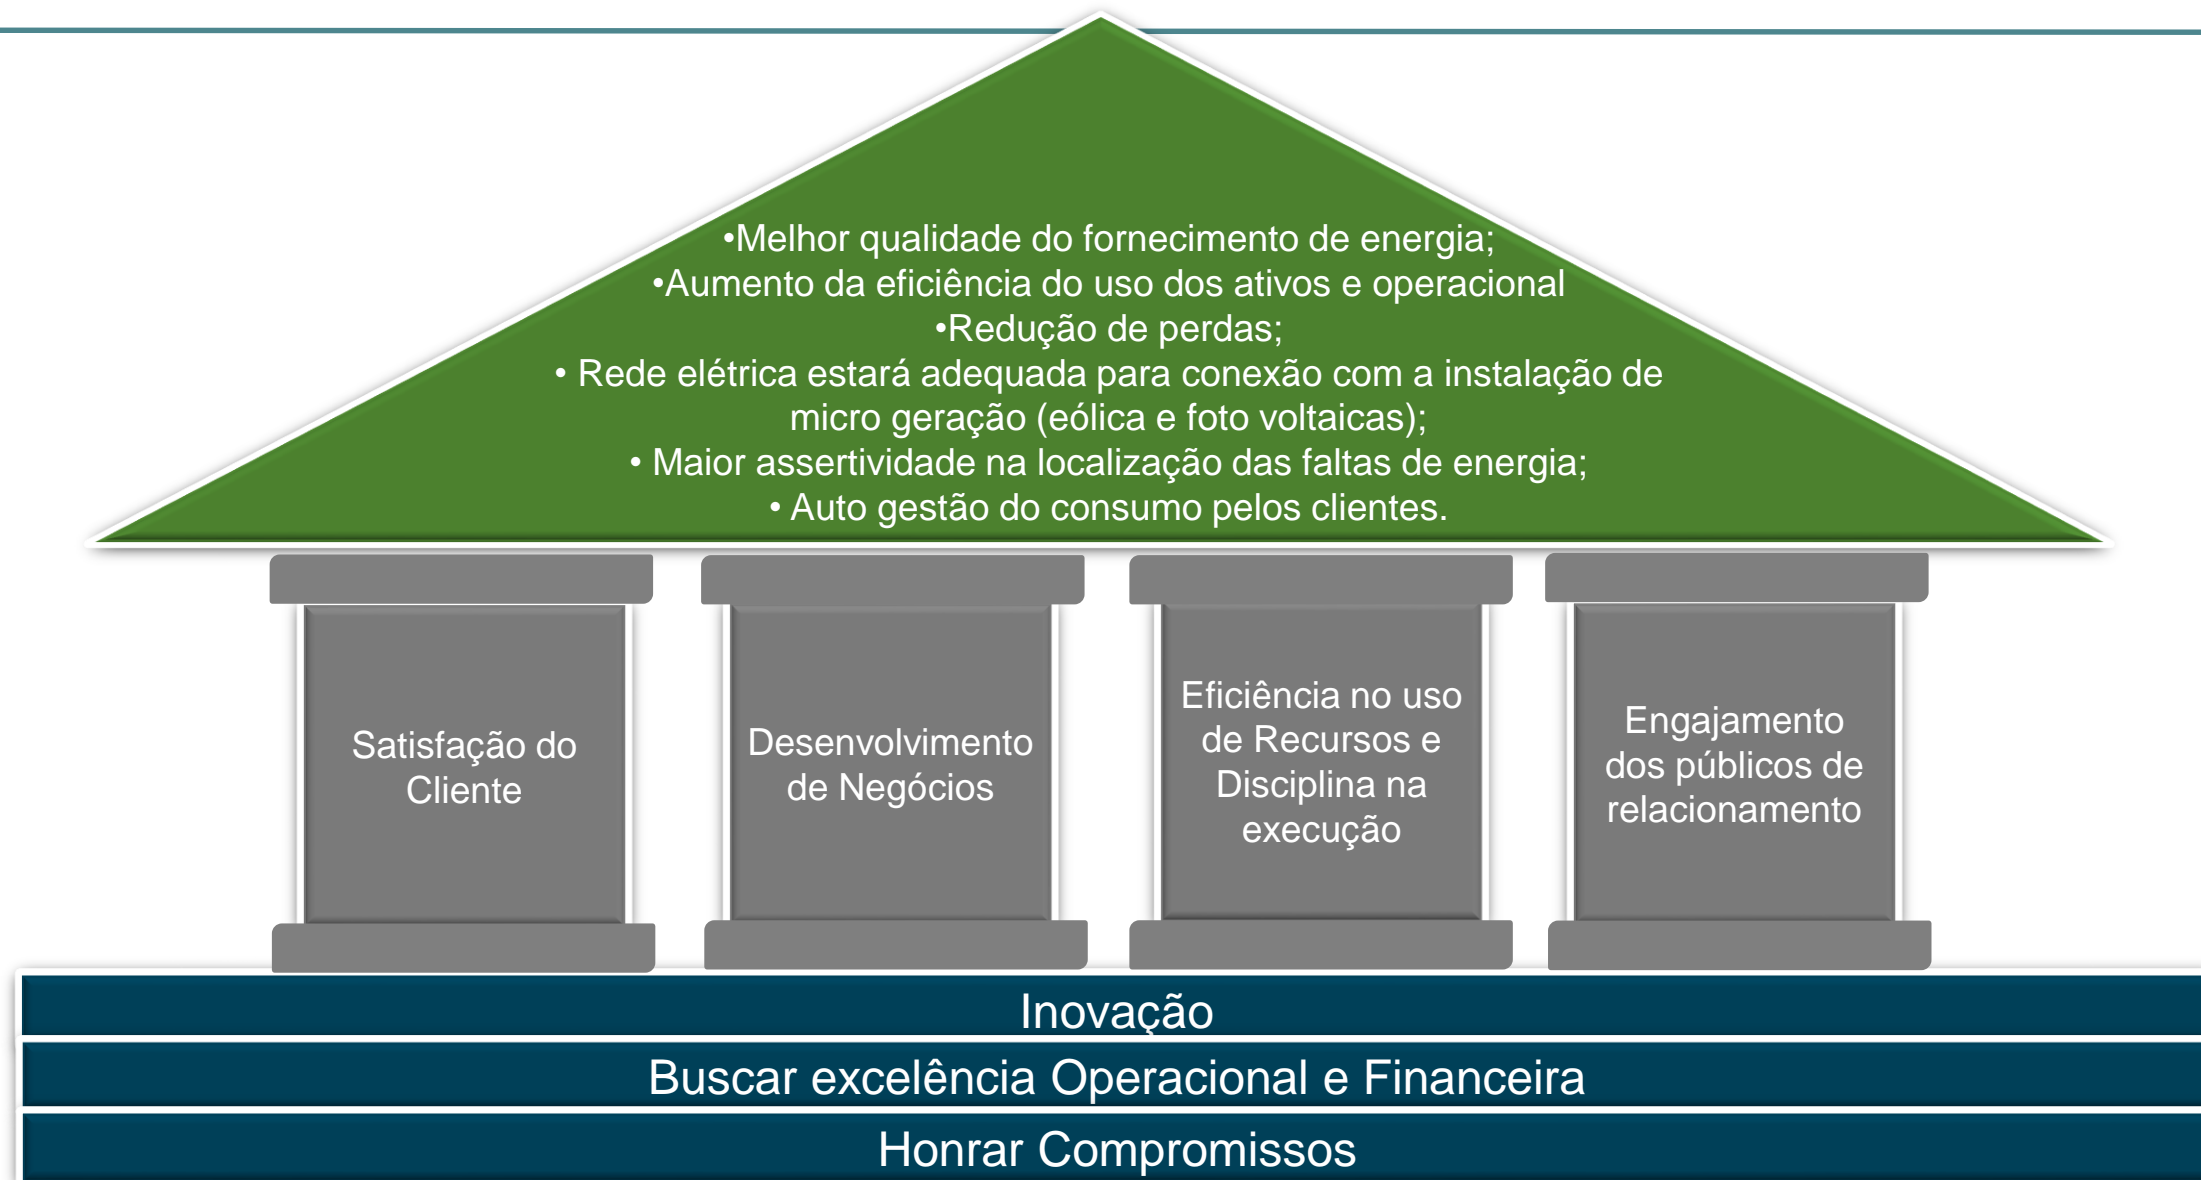 •Melhor qualidade do fornecimento de energia;
•Aumento da eficiência do uso dos ativos e operacional
•Redução de perdas;
• Rede elétrica estará adequada para conexão com a instalação de
micro geração (eólica e foto voltaicas);
• Maior assertividade na localização das faltas de energia;
• Auto gestão do consumo pelos clientes.
Satisfação do
Cliente
Desenvolvimento
de Negócios
Eficiência no uso
de Recursos e
Disciplina na
execução
Engajamento
dos públicos de
relacionamento
Inovação
Buscar excelência Operacional e Financeira
Honrar Compromissos